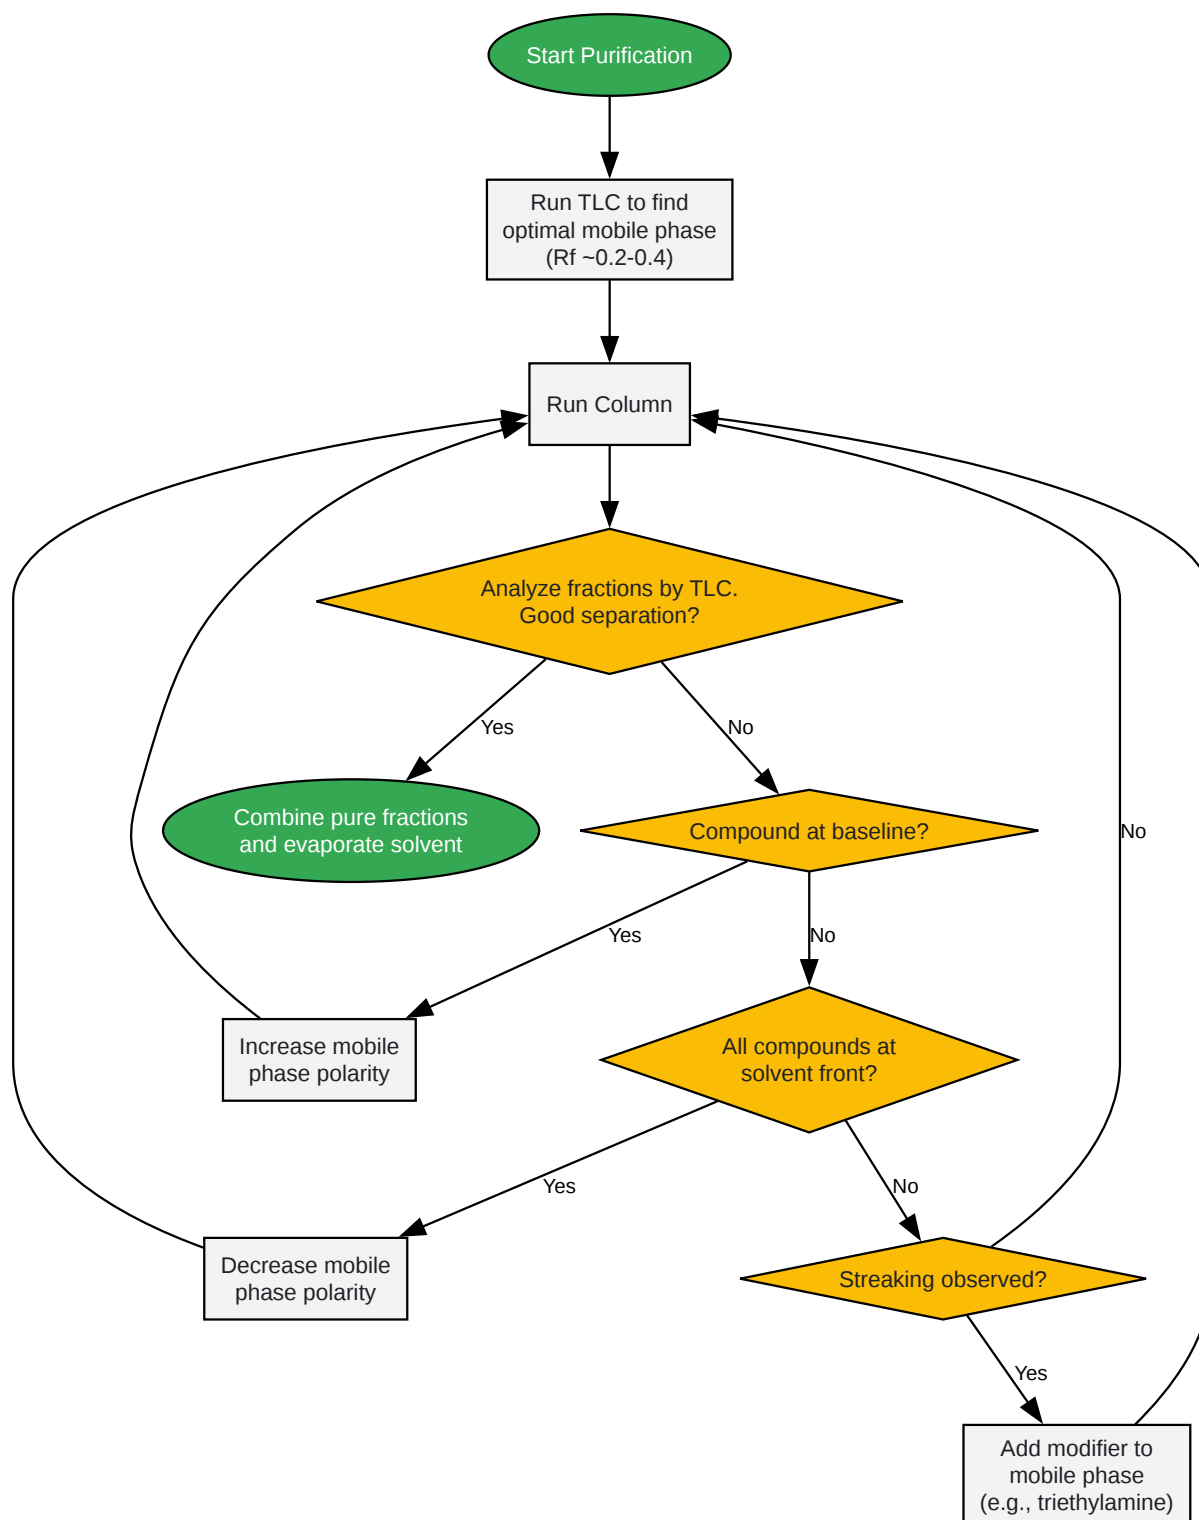 Start Purification
Run TLC to find
optimal mobile phase
(Rf ~0.2-0.4)
Run Column
Analyze fractions by TLC.
Good separation?
Yes
No
Combine pure fractions
and evaporate solvent
Compound at baseline?
No
Yes
No
Increase mobile
phase polarity
All compounds at
solvent front?
Yes
No
Decrease mobile
phase polarity
Streaking observed?
Yes
Add modifier to
mobile phase
(e.g., triethylamine)